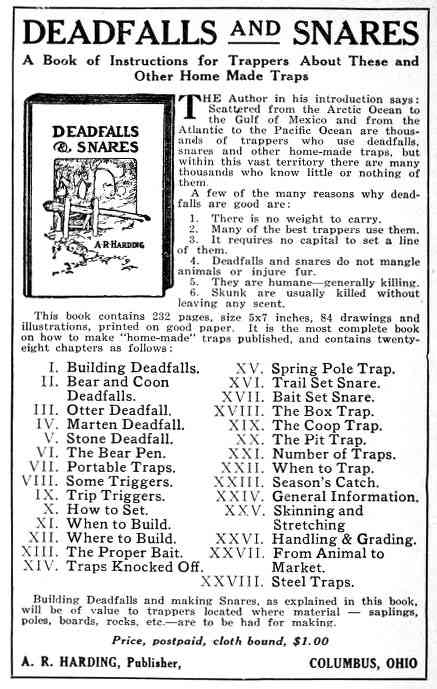 DEADFALLS AND SNARES
A Book of Instructions for Trappers About These and
Other Home Made Traps
DEADFALLS
& SNARES
A.R. HARDING
THE Author in his introduction says:
Scattered from the Arctic Ocean to
the Gulf of Mexico and from the
Atlantic to the Pacific Ocean are thous-
ands of trappers who use deadfalls,
snares and other home-made traps, but
within this vast territory there are many
thousands who know little or nothing of
them.
A few of the many reasons why dead-
falls are good are:
1. There is no weight to carry.
2. Many of the best trappers use them.
3. It requires no capital to set a line
of them.
4. Deadfalls and snares do not mangle
animals or injure fur.
5. They are humane—generally killing.
6. Skunk are usually killed without
leaving any scent.
This book contains 232 pages, size 5x7 inches, 84 drawings and
illustrations, printed on good paper. It is the most complete book
on how to make "home-made" traps published, and contains twenty-
eight chapters as follows:
I. Building Deadfalls.
II. Bear and Coon
Deadfalls.
III. Otter Deadfall.
IV. Marten Deadfall.
V. Stone Deadfall.
VI. The Bear Pen.
VII. Portable Traps.
VIII. Some Triggers.
IX. Trip Triggers.
X. How to Set.
XI. When to Build.
XII. Where to Build.
XIII. The Proper Bait.
XIV. Traps Knocked Off.
XV. Spring Pole Trap.
XVI. Trail Set Snare.
XVII. Bait Set Snare.
XVIII. The Box Trap.
XIX. The Coop Trap.
XX. The Pit Trap.
XXI. Number of Traps.
XXII. When to Trap.
XXIII. Season's Catch.
XXIV. General Information.
XXV. Skinning and
Stretching
XXVI. Handling & Grading.
XXVII. From Animal to
Market.
XXVIII. Steel Traps.
Building Deadfalls and making Snares, as explained in this book,
will be of value to trappers located where material — saplings,
poles, boards, rocks, etc.—are to be had for making.
Price, postpaid, cloth bound, $1.00
A. R. HARDING, Publisher, COLUMBUS, OHIO